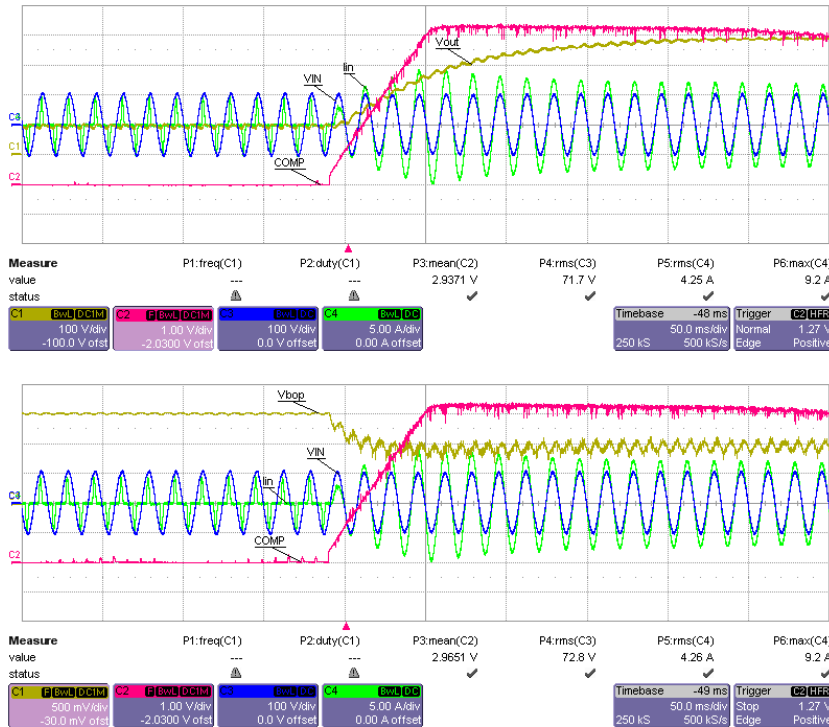 Vout
Iin
VIN
C3
C1
COMP
C2
Measure P1:freq(C1) P2:duty(C1) P3:mean(C2) P4:rms(C3) P5:rms(C4) P6:max(C4)
value --- --- 2.9371 V 71.7 V 4.25 A 9.2 A
status
C1 BwL DC1M C2 F BwL DC1M C3 BwL DC C4 BwL DC Timebase -48 ms Trigger C2 HFR
100 V/div 1.00 V/div 100 V/div 5.00 A/div 50.0 ms/div Normal 1.27 V
-100.0 V ofst -2.0300 V ofst 0.0 V offset 0.00 A offset 250 kS 500 kS/s Edge Positive
Vbop
VIN
Iin
C3
COMP
C2
Measure P1:freq(C1) P2:duty(C1) P3:mean(C2) P4:rms(C3) P5:rms(C4) P6:max(C4)
value --- --- 2.9651 V 72.8 V 4.26 A 9.2 A
status
C1 F BwL DC1M C2 F BwL DC1M C3 BwL DC C4 BwL DC Timebase -49 ms Trigger C2 HFR
500 mV/div 1.00 V/div 100 V/div 5.00 A/div 50.0 ms/div Stop 1.27 V
-30.0 mV ofst -2.0300 V ofst 0.0 V offset 0.00 A offset 250 kS 500 kS/s Edge Positive